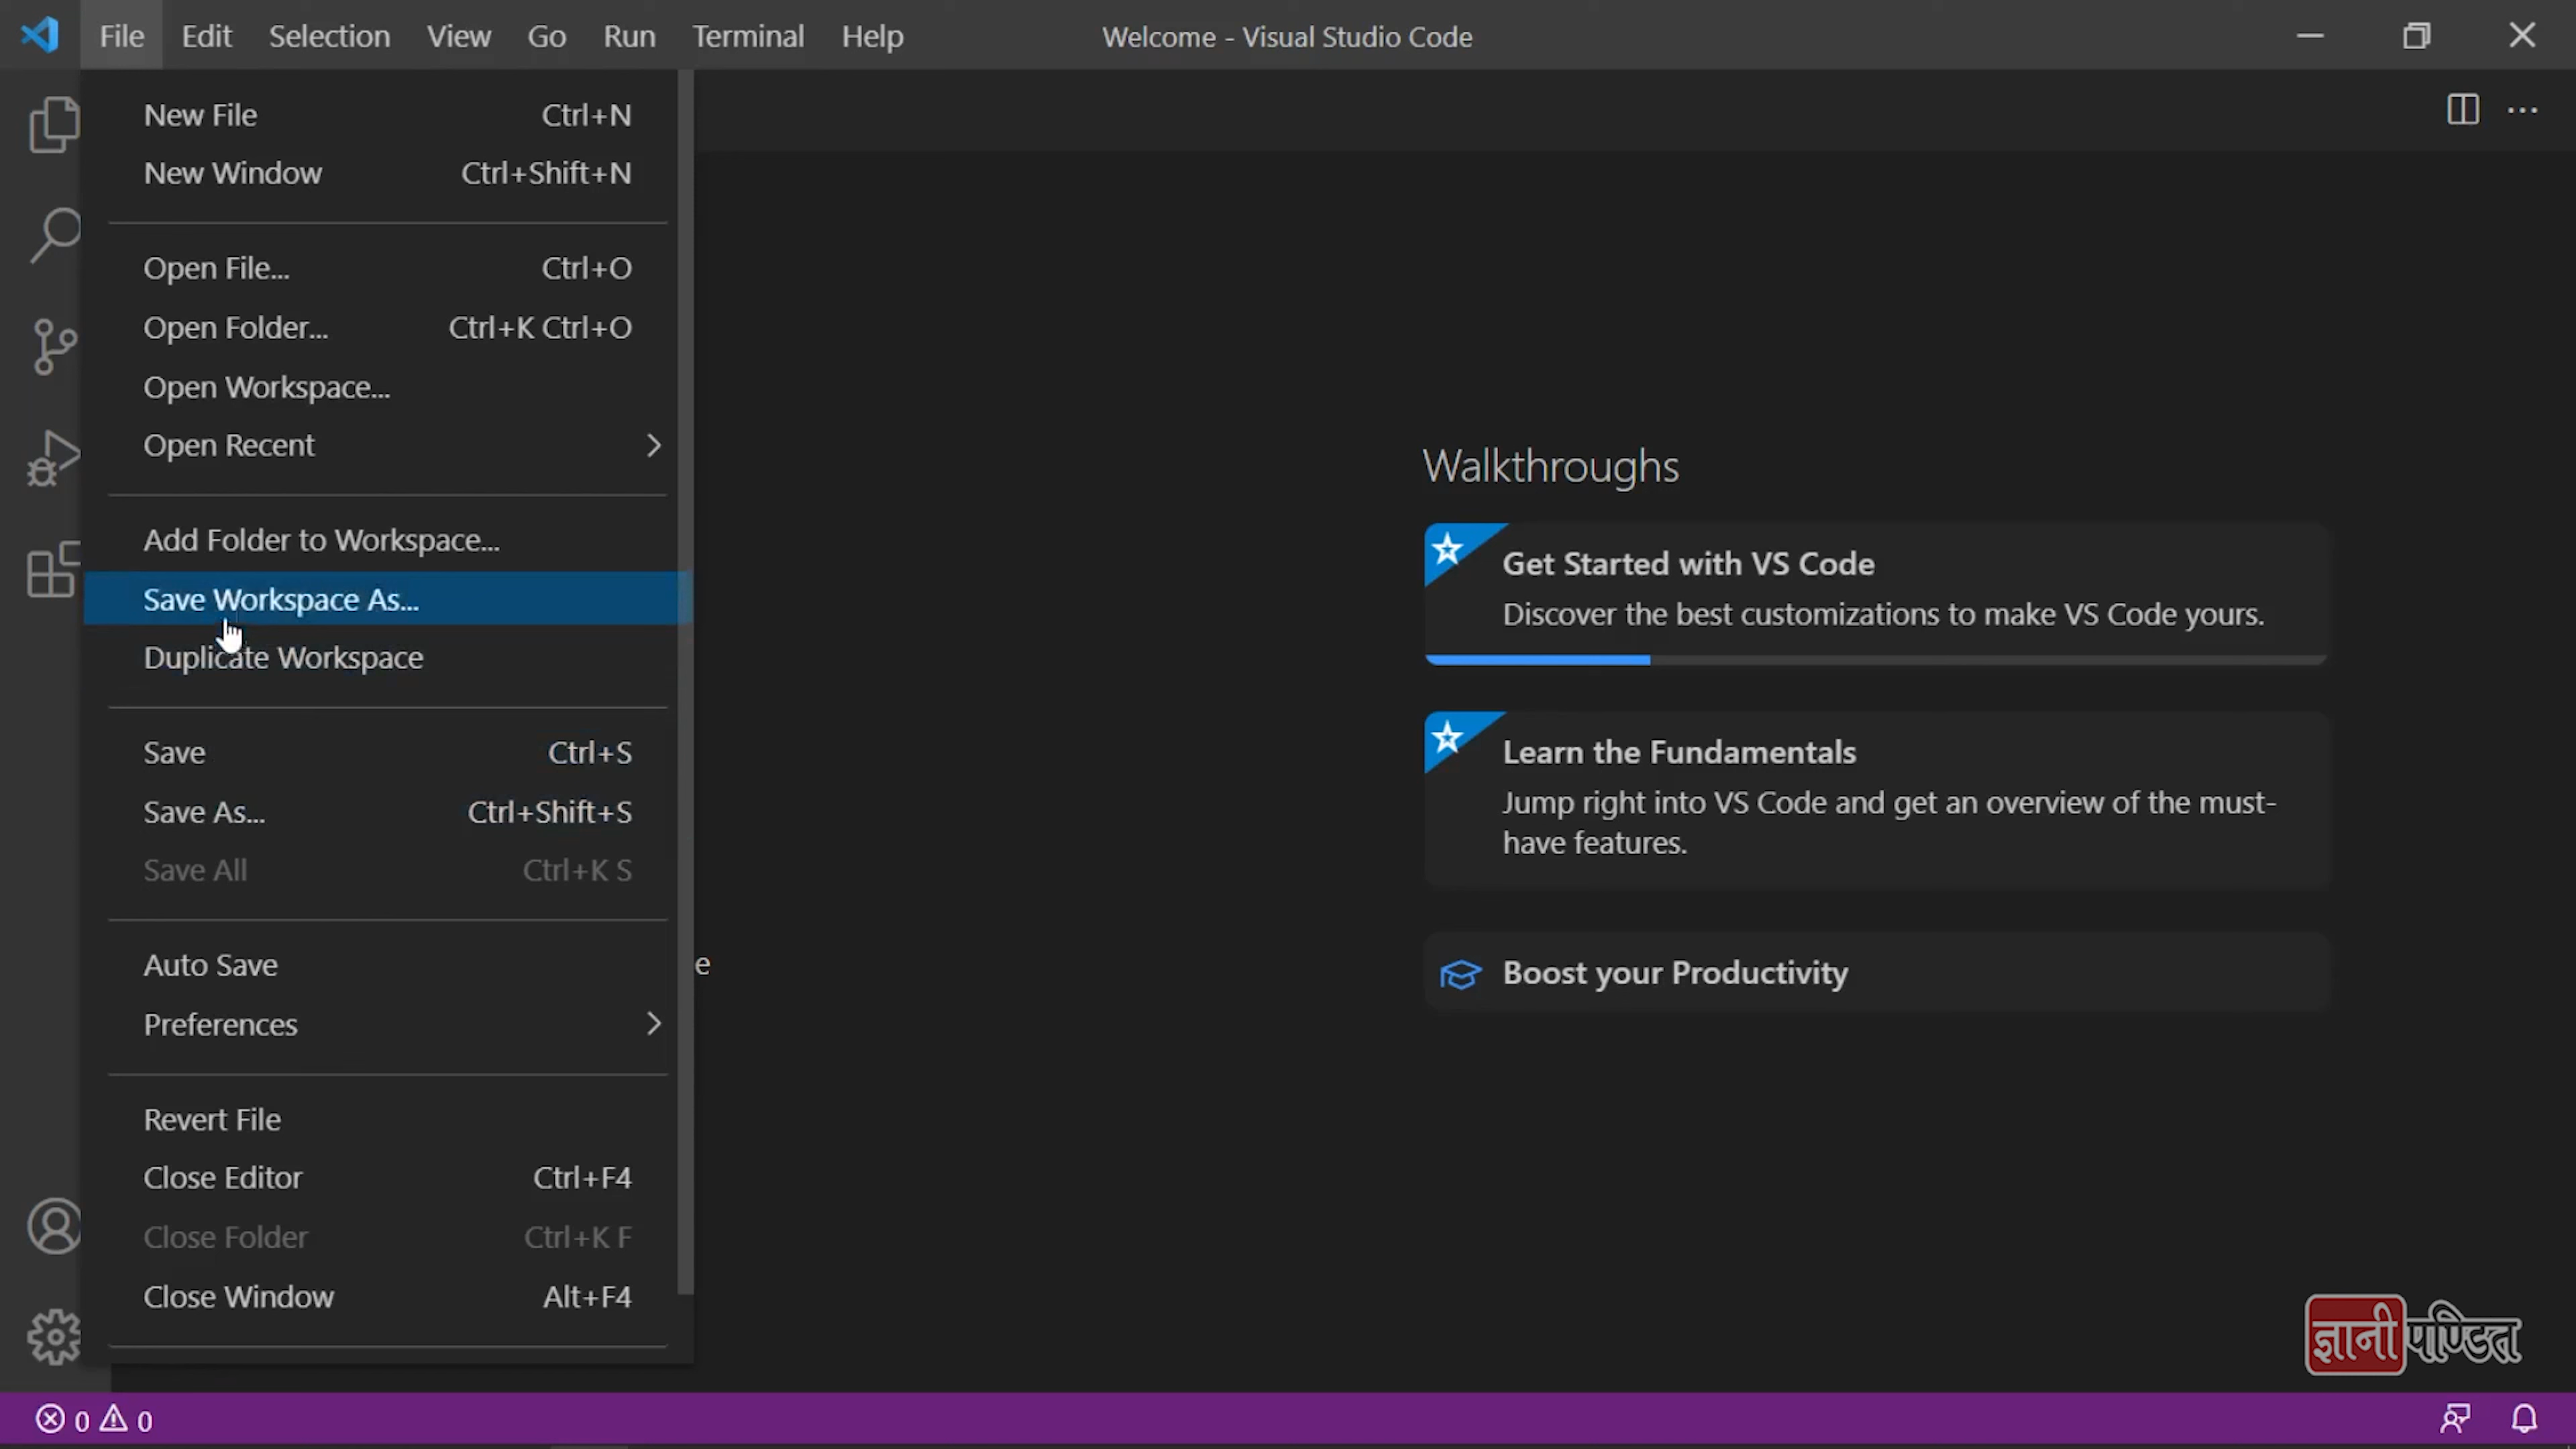 File Edit Selection View Go Run Terminal Help Welcome - Visual Studio Code
New File Ctrl+N
New Window Ctrl+Shift+N
Open File... Ctrl+O
Open Folder... Ctrl+K Ctrl+O
Open Workspace...
Open Recent
Add Folder to Workspace...
Save Workspace As...
Duplicate Workspace
Save Ctrl+S
Save As... Ctrl+Shift+S
Save All Ctrl+K S
Auto Save
Preferences
Revert File
Close Editor Ctrl+F4
Close Folder Ctrl+K F
Close Window Alt+F4
e
Walkthroughs
Get Started with VS Code
Discover the best customizations to make VS Code yours.
Learn the Fundamentals
Jump right into VS Code and get an overview of the must-
have features.
Boost your Productivity
ज्ञानी पण्डित
0 0